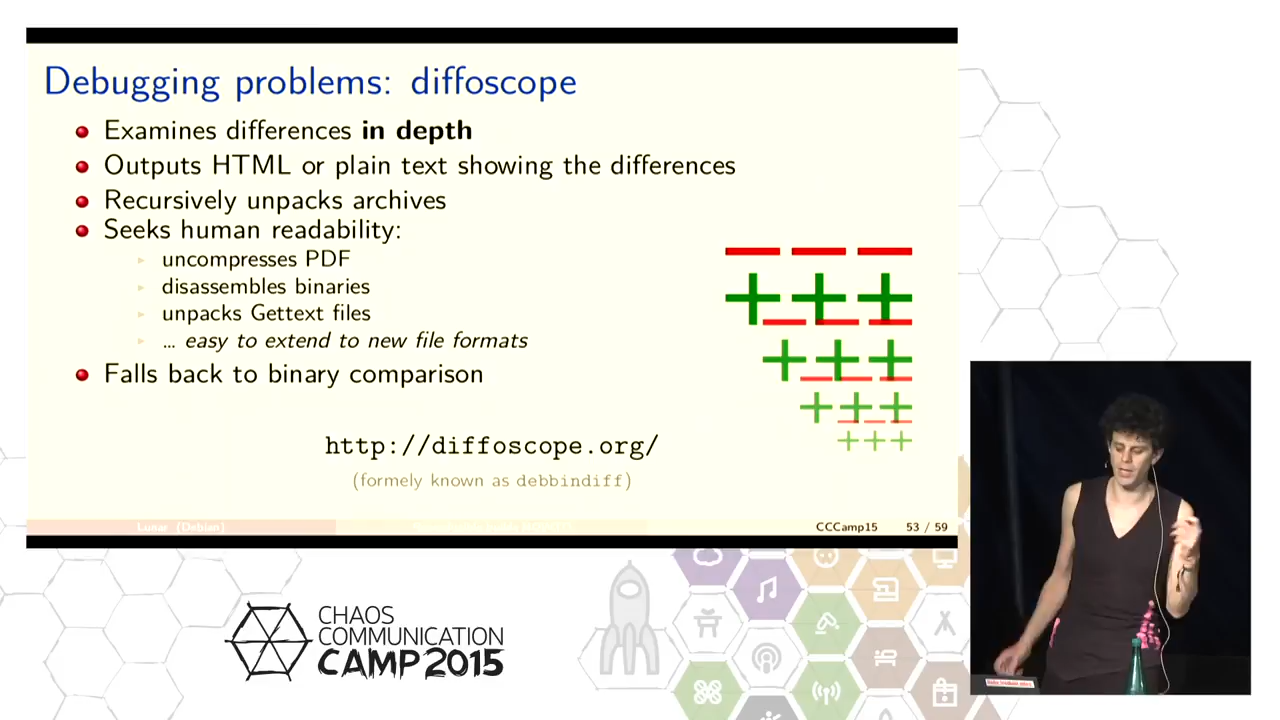 Debugging problems: diffoscope
Examines differences in depth
Outputs HTML or plain text showing the differences
Recursively unpacks archives
Seeks human readability:
uncompresses PDF
disassembles binaries
unpacks Gettext files
... easy to extend to new file formats
Falls back to binary comparison
http://diffoscope.org/
(formely known as debbindiff)
Lunar (Debian)
CCCamp15 53 / 59
CHAOS
COMMUNICATION
CAMP 2015